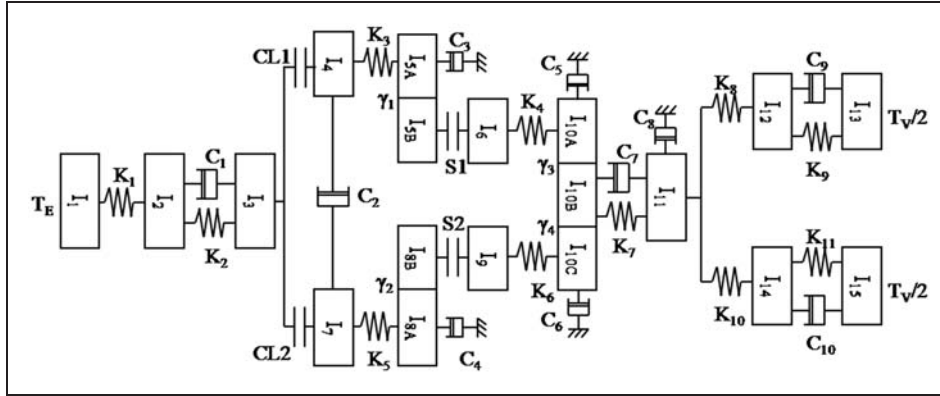 K₃
C₃
CL1
I₄
I₅A
C₅
K₈
C₉
γ₁
K₄
C₈
I₁₂
I₁₃
T_V/2
I₅B
I₆
I₁₀A
K₁
C₁
S1
γ₃
C₇
K₉
T_E
I₁
I₂
I₃
C₂
I₁₀B
I₁₁
K₂
S2
γ₄
K₇
K₁₁
I₈B
I₉
I₁₀C
γ₂
K₆
I₁₄
I₁₅
T_V/2
I₇
I₈A
C₆
K₁₀
CL2
K₅
C₄
C₁₀